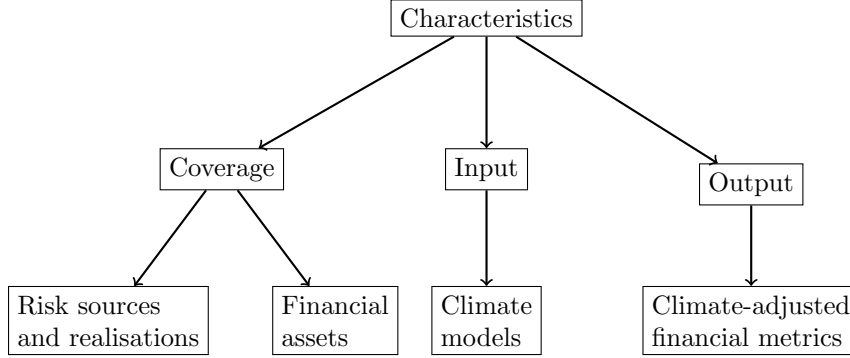 Characteristics
Coverage
Input
Output
Risk sources
and realisations
Financial
assets
Climate
models
Climate-adjusted
financial metrics